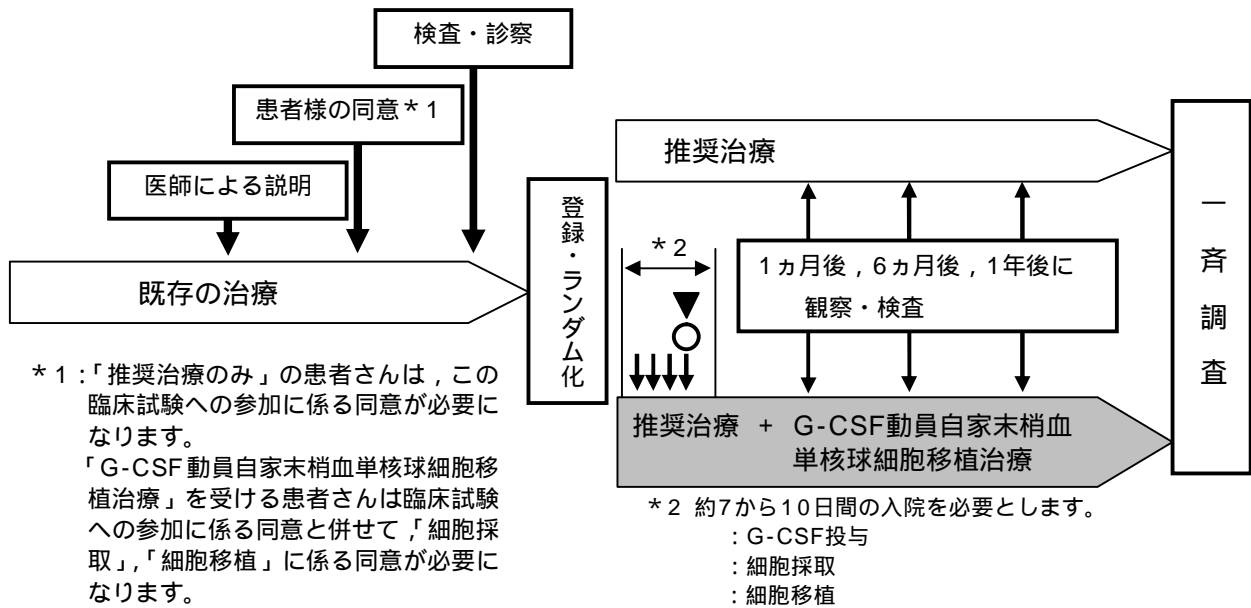 検査・診察
患者様の同意*1
医師による説明
既存の治療
登録・ランダム化
推奨治療
*2
1ヵ月後,6ヵ月後,1年後に
観察・検査
推奨治療 + G-CSF動員自家末梢血
単核球細胞移植治療
一斉調査
*1:「推奨治療のみ」の患者さんは,この
臨床試験への参加に係る同意が必要に
なります。
「G-CSF動員自家末梢血単核球細胞移
植治療」を受ける患者さんは臨床試験
への参加に係る同意と併せて,「細胞採
取」,「細胞移植」に係る同意が必要に
なります。
*2 約7から10日間の入院を必要とします。
:G-CSF投与
:細胞採取
:細胞移植